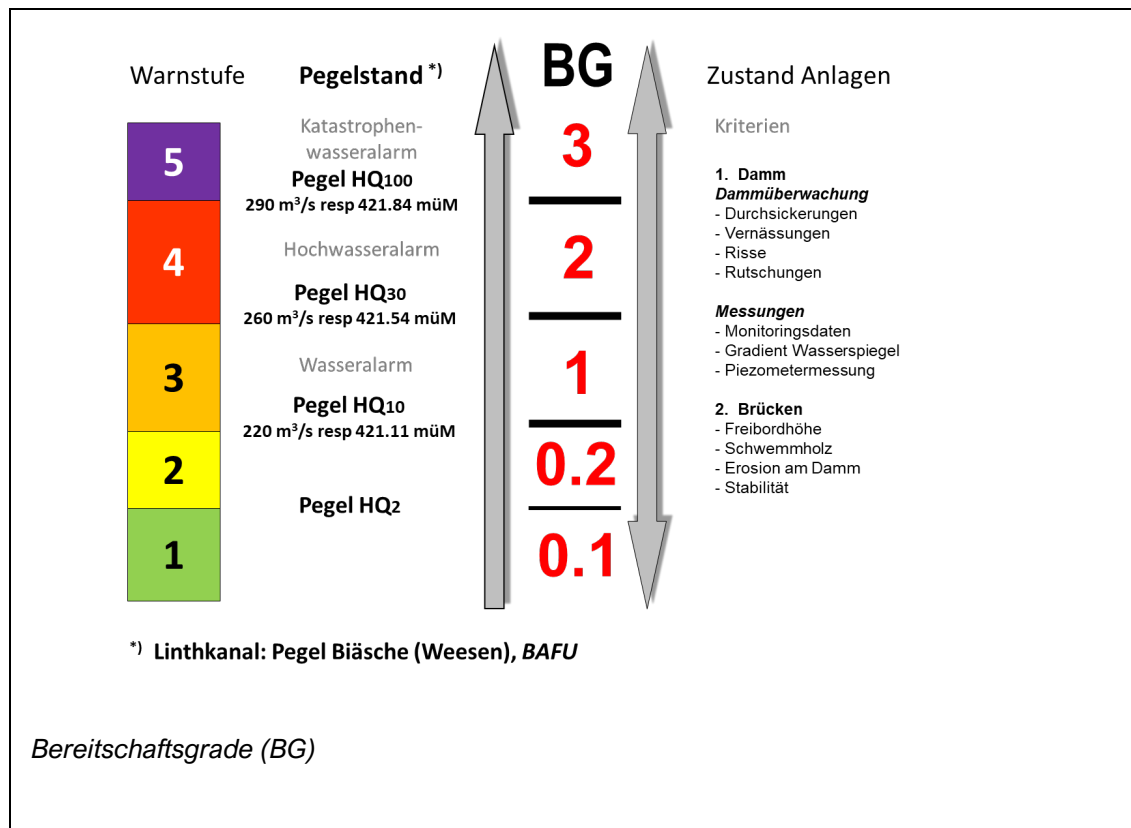 Warnstufe
Pegelstand *)
BG
Zustand Anlagen
5
4
3
2
1
Katastrophen-
wasseralarm
Pegel HQ100
290 m³/s resp 421.84 müM
Hochwasseralarm
Pegel HQ30
260 m³/s resp 421.54 müM
Wasseralarm
Pegel HQ10
220 m³/s resp 421.11 müM
Pegel HQ2
3
2
1
0.2
0.1
Kriterien
1. Damm
Dammüberwachung
- Durchsickerungen
- Vernässungen
- Risse
- Rutschungen
Messungen
- Monitoringsdaten
- Gradient Wasserspiegel
- Piezometermessung
2. Brücken
- Freibordhöhe
- Schwemmholz
- Erosion am Damm
- Stabilität
*) Linthkanal: Pegel Biäsche (Weesen), BAFU
Bereitschaftsgrade (BG)